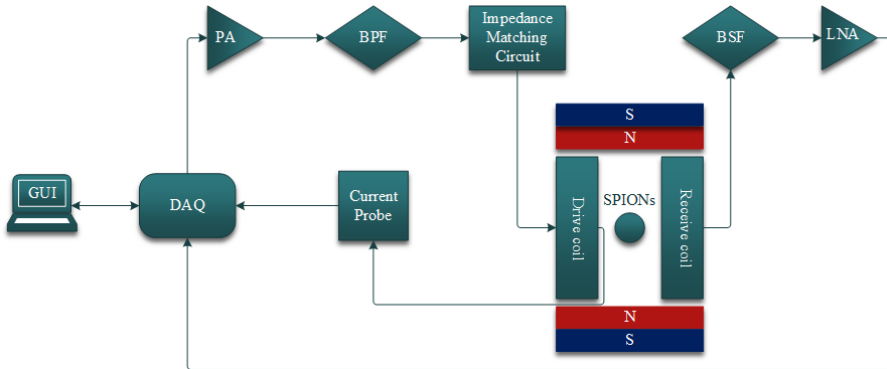 PA
BPF
Impedance
Matching
Circuit
BSF
LNA
S
N
GUI
DAQ
Current
Probe
Drive coil
SPIONs
Receive coil
N
S